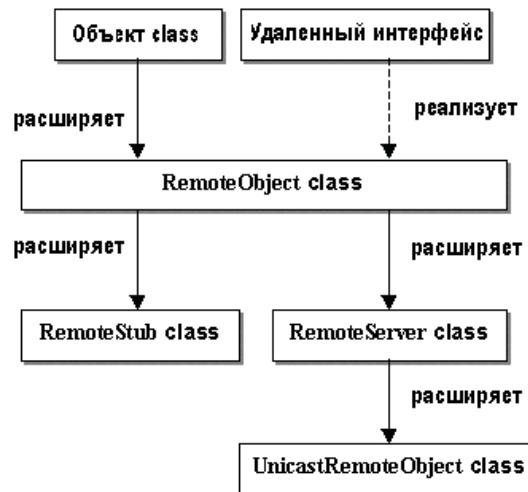 Объект class
Удаленный интерфейс
расширяет
реализует
RemoteObject class
расширяет
расширяет
RemoteStub class
RemoteServer class
расширяет
UnicastRemoteObject class